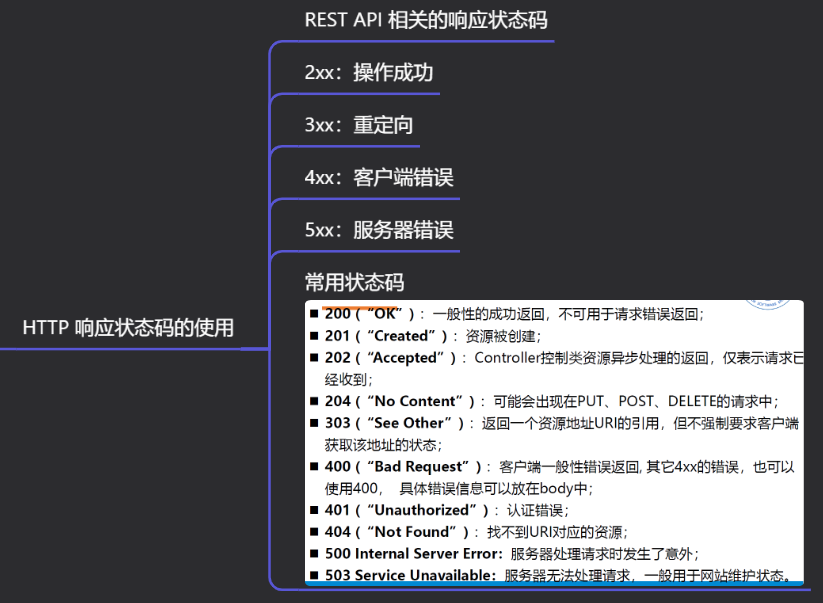 REST API 相关的响应状态码
2xx：操作成功
3xx：重定向
4xx：客户端错误
5xx：服务器错误
常用状态码
HTTP 响应状态码的使用
■ 200（“OK”）：一般性的成功返回，不可用于请求错误返回；
■ 201（“Created”）：资源被创建；
■ 202（“Accepted”）：Controller控制类资源异步处理的返回，仅表示请求已
经收到；
■ 204（“No Content”）：可能会出现在PUT、POST、DELETE的请求中；
■ 303（“See Other”）：返回一个资源地址URI的引用，但不强制要求客户端
获取该地址的状态；
■ 400（“Bad Request”）：客户端一般性错误返回, 其它4xx的错误，也可以
使用400， 具体错误信息可以放在body中；
■ 401（“Unauthorized”）：认证错误；
■ 404（“Not Found”）：找不到URI对应的资源；
■ 500 Internal Server Error：服务器处理请求时发生了意外；
■ 503 Service Unavailable：服务器无法处理请求，一般用于网站维护状态。